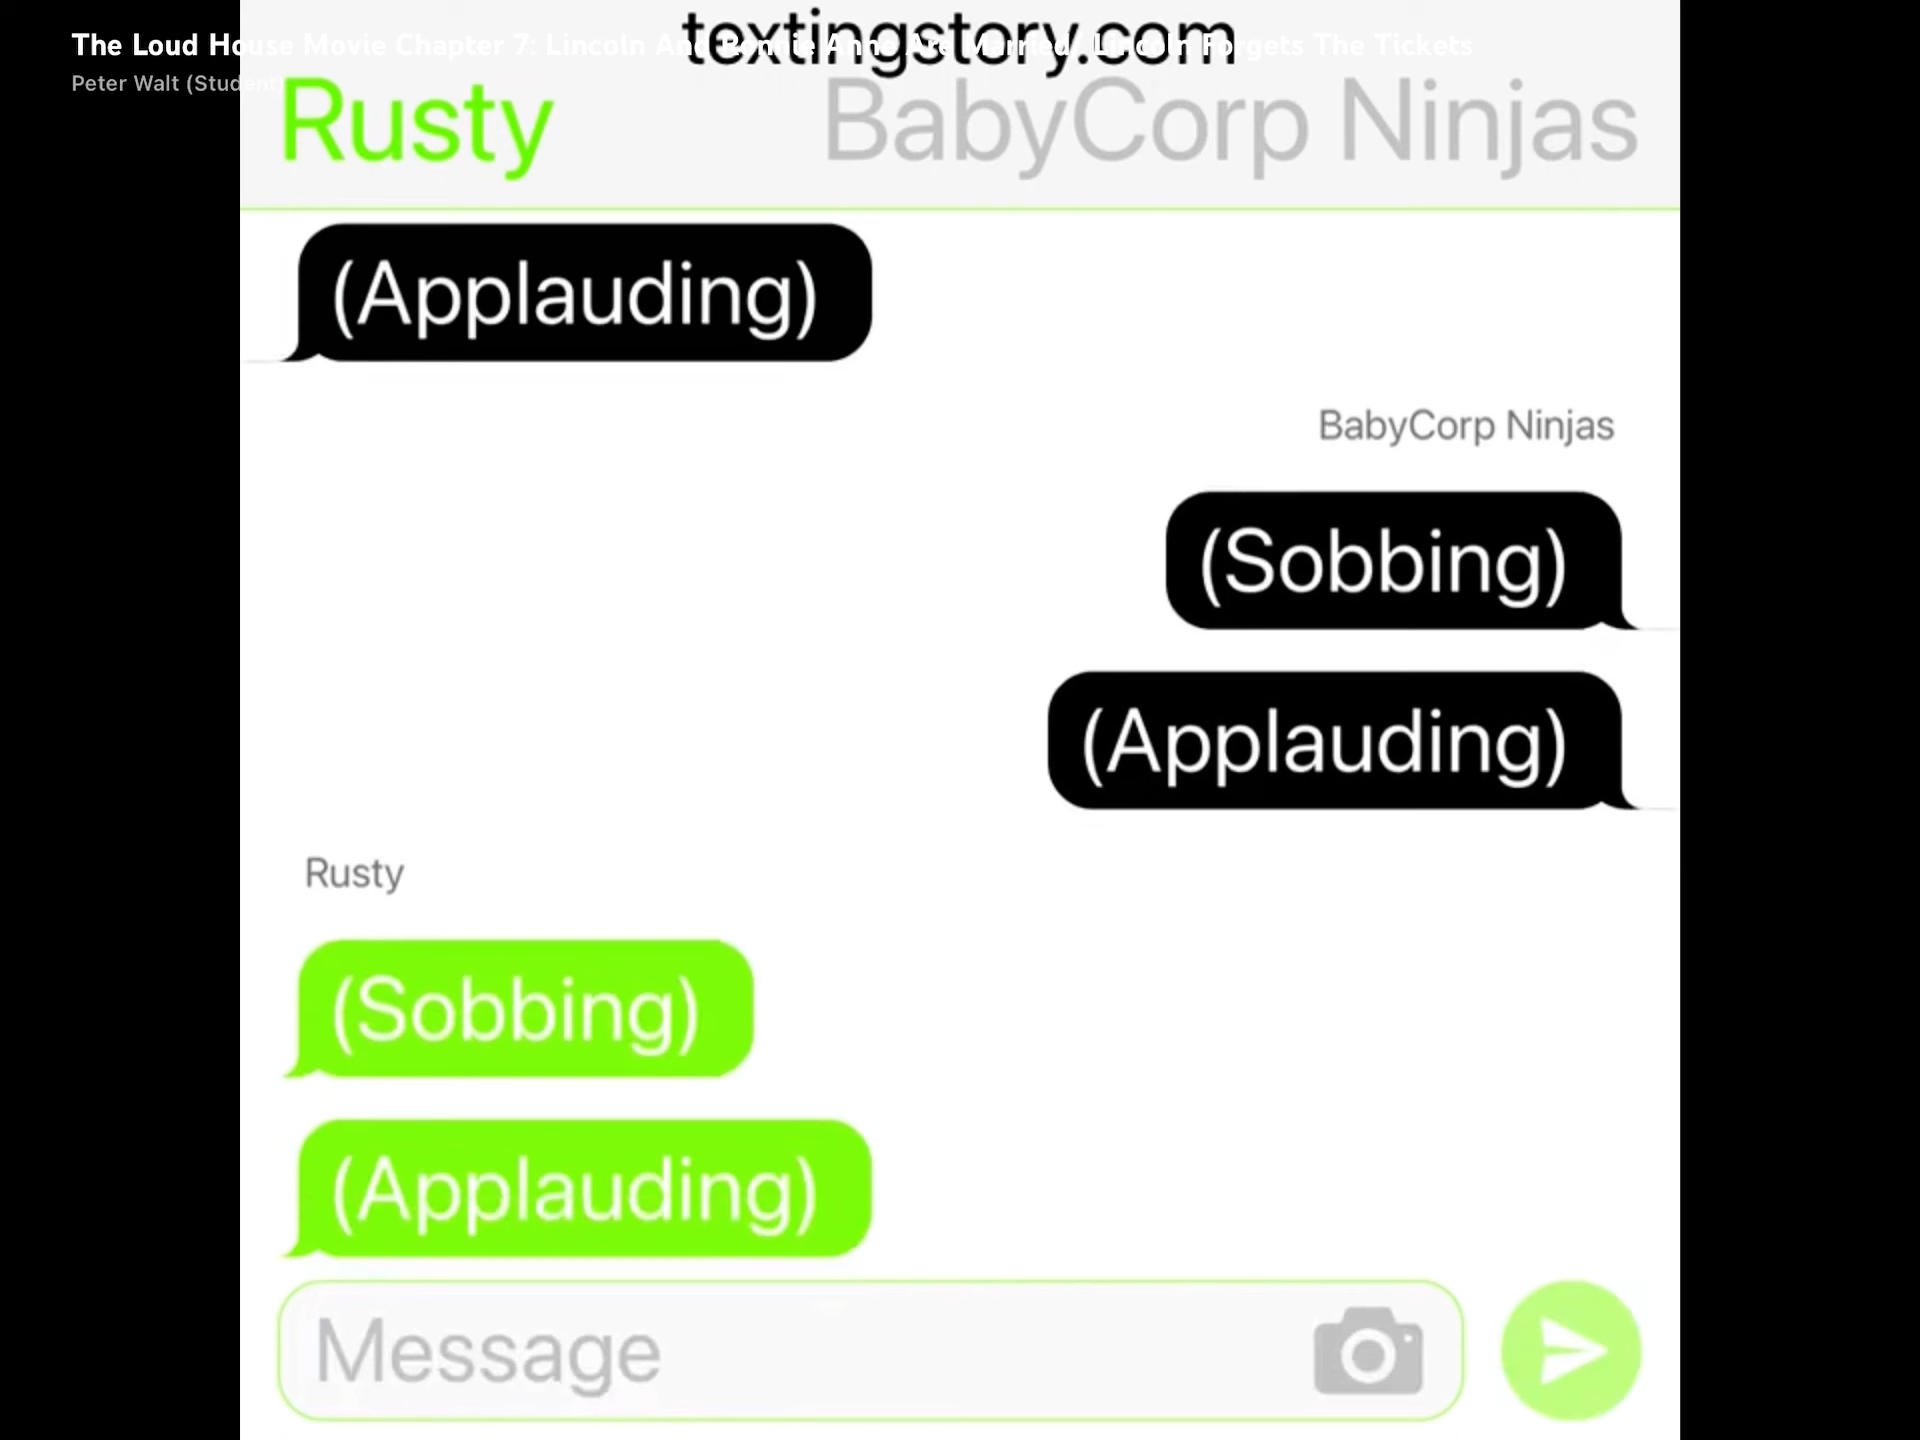 textingstory.com
The Loud House Movie Chapter 7: Lincoln And Ronnie Anne Are Married/ Lincoln Forgets The Tickets
Peter Walt (Student)
Rusty
BabyCorp Ninjas
(Applauding)
BabyCorp Ninjas
(Sobbing)
(Applauding)
Rusty
(Sobbing)
(Applauding)
Message